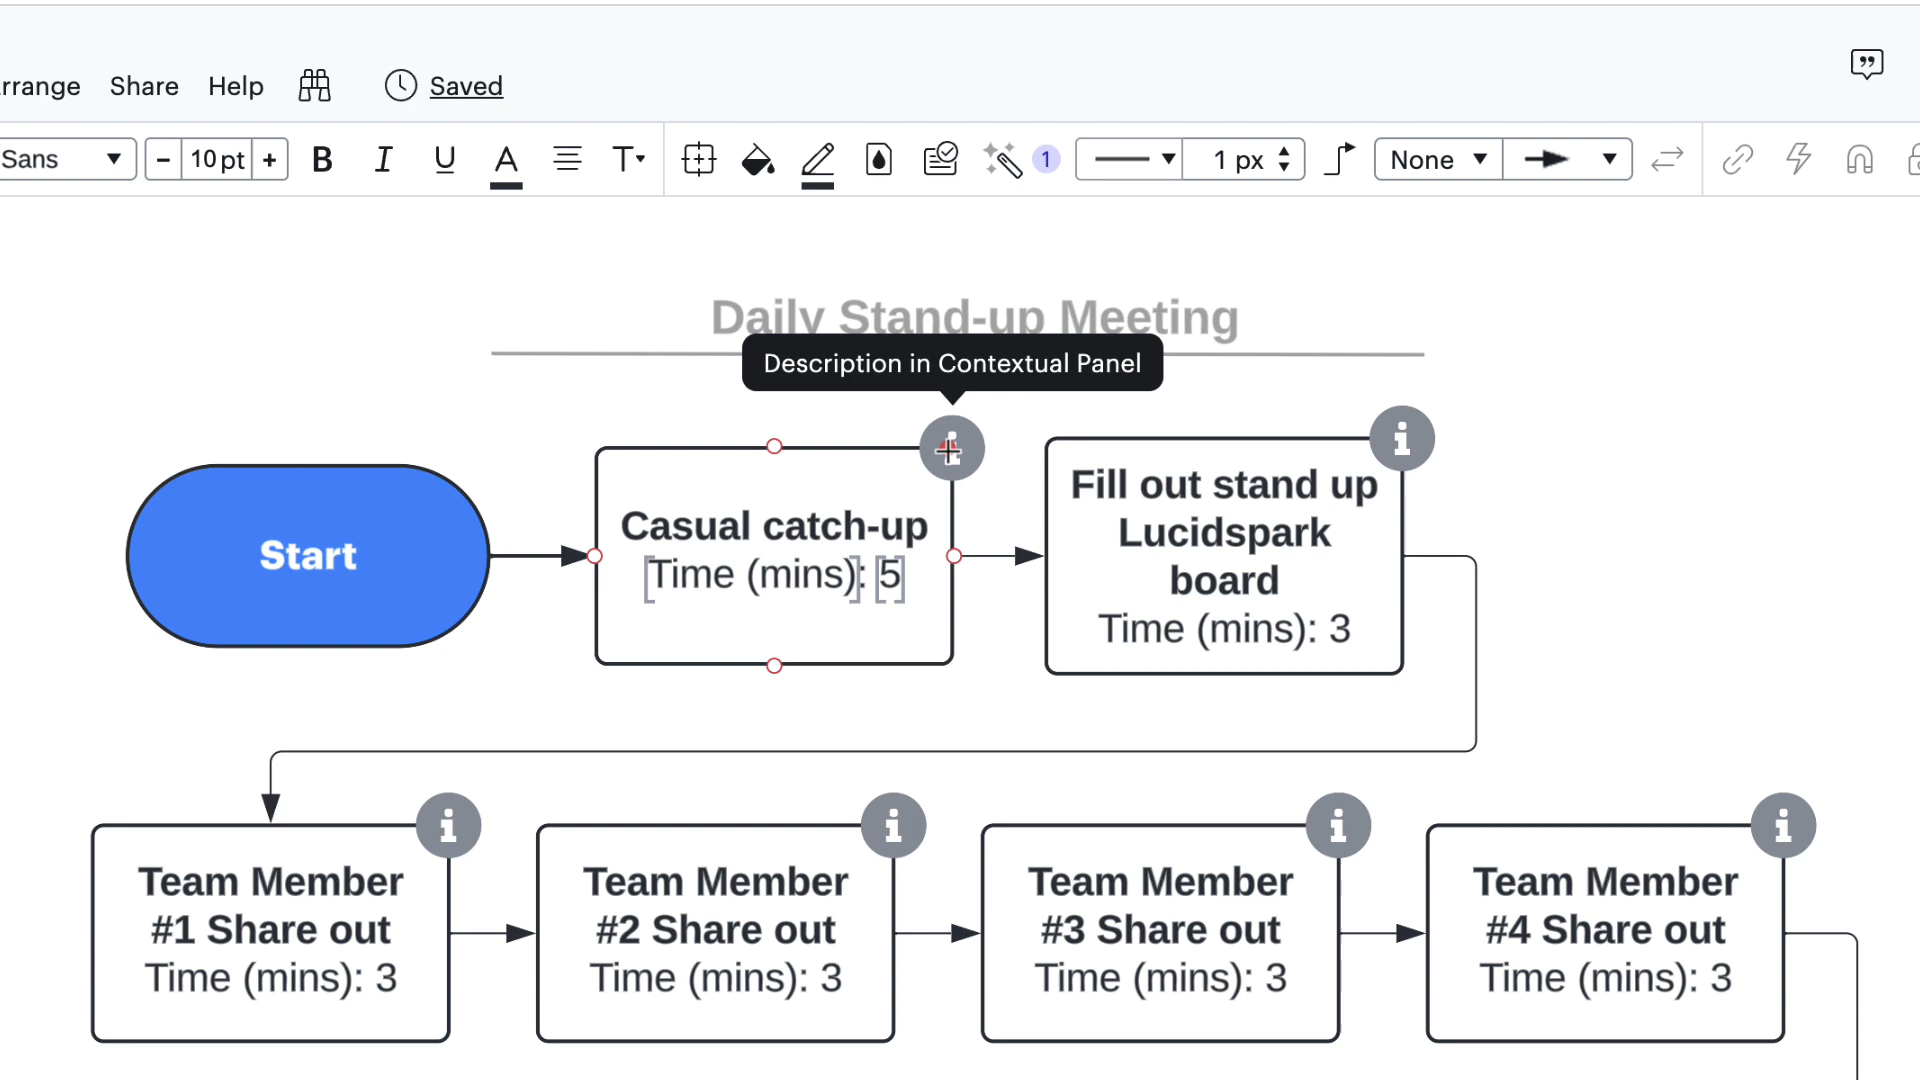 rrange Share Help Saved
Sans 10 pt B I U A T 1 1 px None
Daily Stand-up Meeting
Description in Contextual Panel
Start
Casual catch-up
Time (mins): 5
Fill out stand up
Lucidspark
board
Time (mins): 3
Team Member
#1 Share out
Time (mins): 3
Team Member
#2 Share out
Time (mins): 3
Team Member
#3 Share out
Time (mins): 3
Team Member
#4 Share out
Time (mins): 3